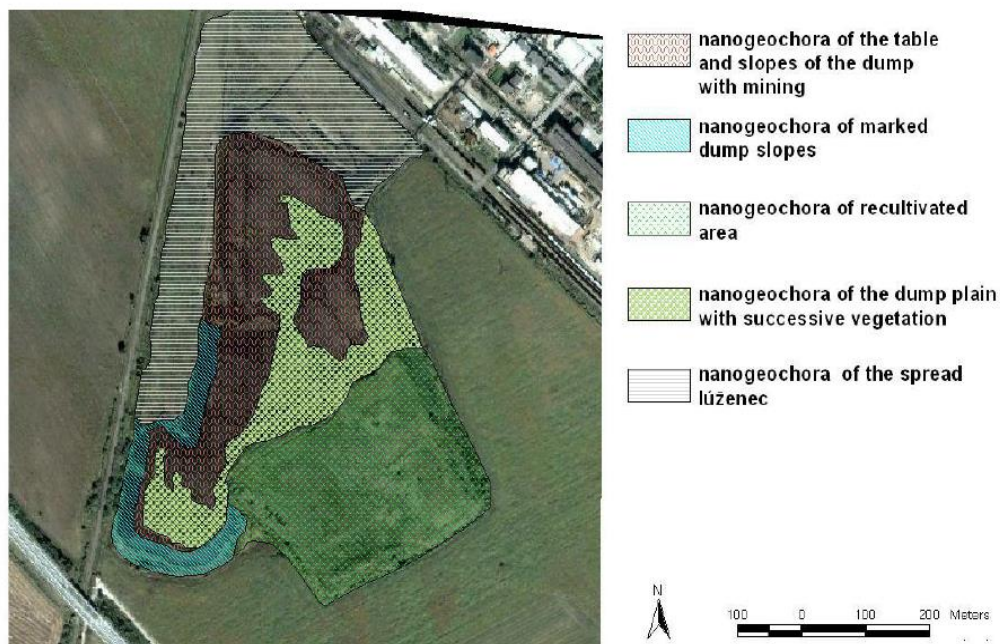 nanogeochora of the table
and slopes of the dump
with mining
nanogeochora of marked
dump slopes
nanogeochora of recultivated
area
nanogeochora of the dump plain
with successive vegetation
nanogeochora of the spread
lúženec
N
100 0 100 200 Meters